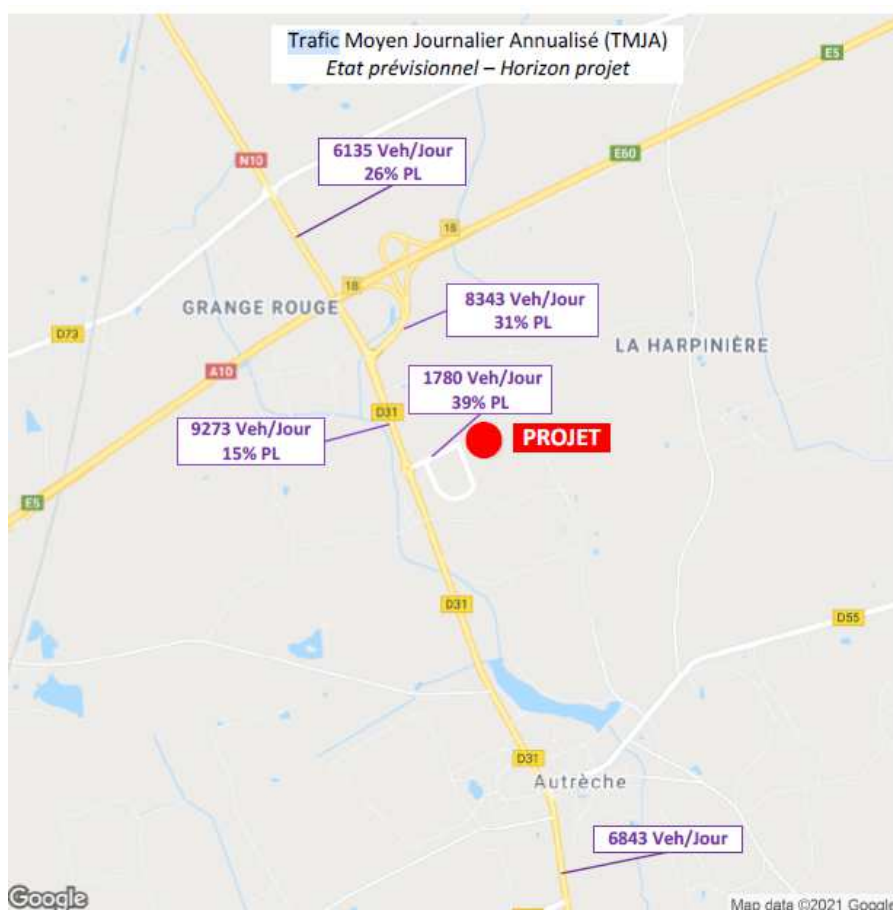 Trafic Moyen Journalier Annualisé (TMJA)
Etat prévisionnel – Horizon projet
E5
N10
6135 Veh/Jour
26% PL
E60
18
18
GRANGE ROUGE
8343 Veh/Jour
31% PL
D73
LA HARPINIÈRE
A10
1780 Veh/Jour
39% PL
D31
9273 Veh/Jour
15% PL
PROJET
E5
D31
D55
D31
Autrèche
6843 Veh/Jour
Google
Map data ©2021 Google